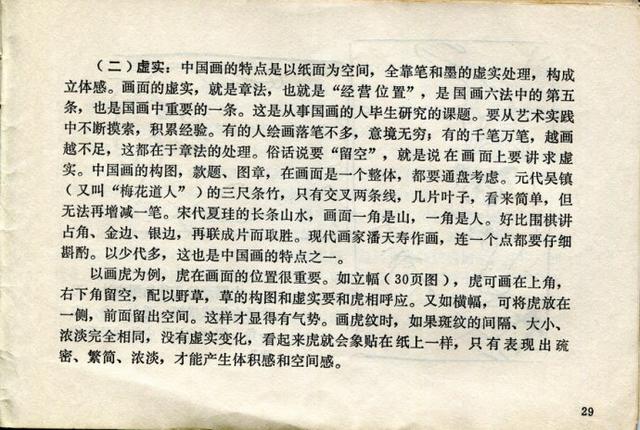 （二）虚实：中国画的特点是以纸面为空间，全靠笔和墨的虚实处理，构成
立体感。画面的虚实，就是章法，也就是“经营位置”，是国画六法中的第五
条，也是国画中重要的一条。这是从事国画的人毕生研究的课题。要从艺术实践
中不断摸索，积累经验。有的人绘画落笔不多，意境无穷；有的千笔万笔，越画
越不足，这都在于章法的处理。俗话说要“留空”，就是说在画面上要讲求虚
实。中国画的构图，款题、图章，在画面是一个整体，都要通盘考虑。元代吴镇
（又叫“梅花道人”）的三尺条竹，只有交叉两条线，几片叶子，看来简单，但
无法再增减一笔。宋代夏珪的长条山水，画面一角是山，一角是人。好比围棋讲
占角、金边、银边，再联成片而取胜。现代画家潘天寿作画，连一个点都要仔细
斟酌。以少代多，这也是中国画的特点之一。
以画虎为例，虎在画面的位置很重要。如立幅（30页图），虎可画在上角，
右下角留空，配以野草，草的构图和虚实要和虎相呼应。又如横幅，可将虎放在
一侧，前面留出空间。这样才显得有气势。画虎纹时，如果斑纹的间隔、大小、
浓淡完全相同，没有虚实变化，看起来虎就会象贴在纸上一样，只有表现出疏
密、繁简、浓淡，才能产生体积感和空间感。
29